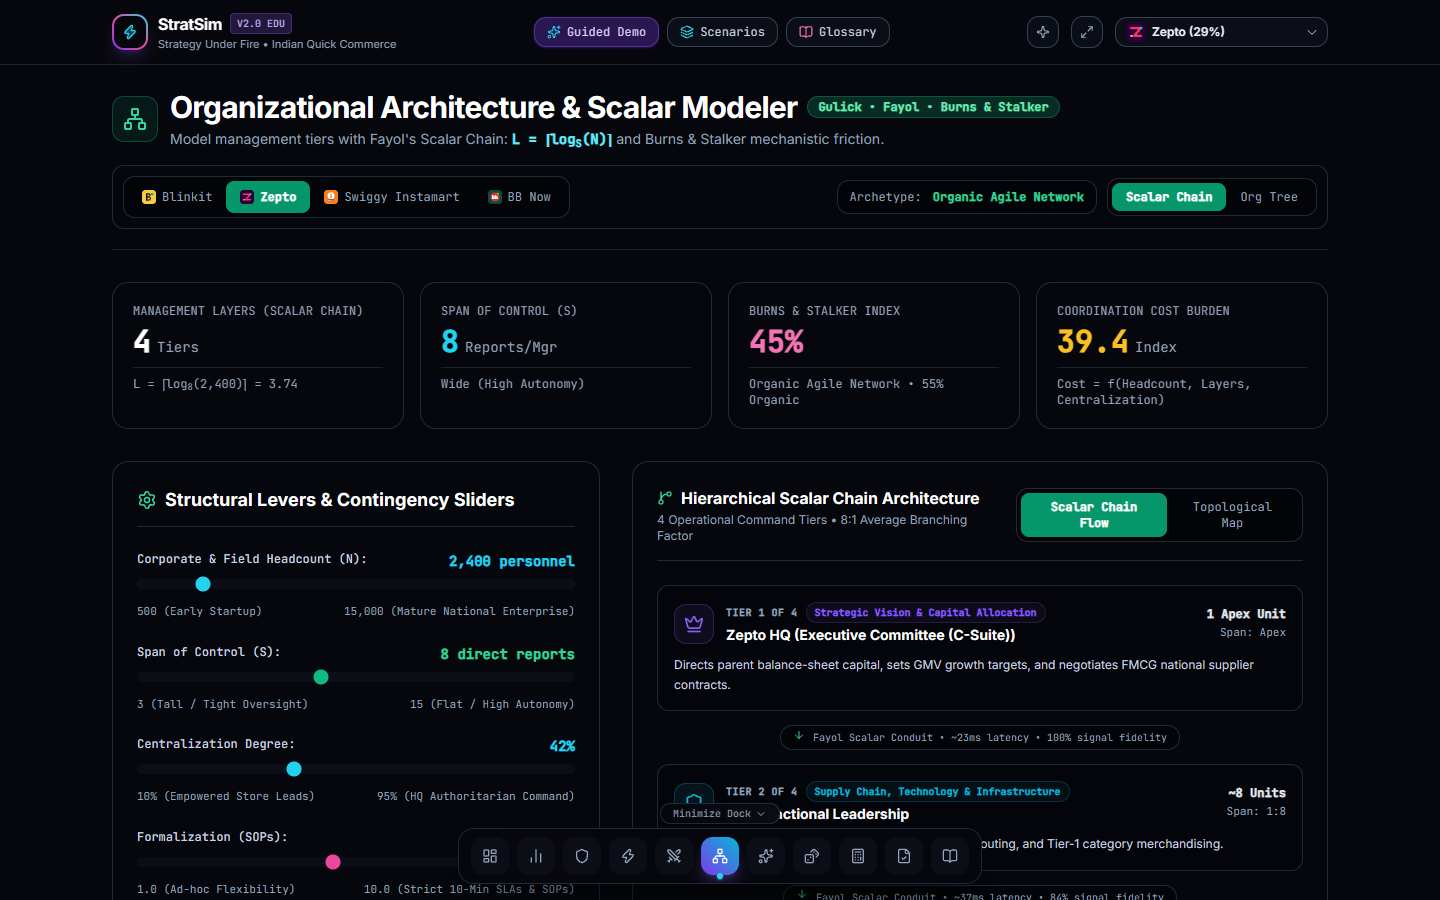 StratSim
V2.0 EDU
Strategy Under Fire • Indian Quick Commerce
Guided Demo
Scenarios
Glossary
Zepto (29%)
Organizational Architecture & Scalar Modeler
Gulick • Fayol • Burns & Stalker
Model management tiers with Fayol's Scalar Chain: L = ⌈log₅(N)⌉ and Burns & Stalker mechanistic friction.
Blinkit
Zepto
Swiggy Instamart
BB Now
Archetype: Organic Agile Network
Scalar Chain
Org Tree
MANAGEMENT LAYERS (SCALAR CHAIN)
4 Tiers
L = ⌈log₈(2,400)⌉ = 3.74
SPAN OF CONTROL (S)
8 Reports/Mgr
Wide (High Autonomy)
BURNS & STALKER INDEX
45%
Organic Agile Network • 55%
Organic
COORDINATION COST BURDEN
39.4 Index
Cost = f(Headcount, Layers,
Centralization)
Structural Levers & Contingency Sliders
Corporate & Field Headcount (N):
2,400 personnel
500 (Early Startup)
15,000 (Mature National Enterprise)
Span of Control (S):
8 direct reports
3 (Tall / Tight Oversight)
15 (Flat / High Autonomy)
Centralization Degree:
42%
10% (Empowered Store Leads)
95% (HQ Authoritarian Command)
Formalization (SOPs):
1.0 (Ad-hoc Flexibility)
10.0 (Strict 10-Min SLAs & SOPs)
Hierarchical Scalar Chain Architecture
4 Operational Command Tiers • 8:1 Average Branching
Factor
Scalar Chain
Flow
Topological
Map
TIER 1 OF 4
Strategic Vision & Capital Allocation
Zepto HQ (Executive Committee (C-Suite))
1 Apex Unit
Span: Apex
Directs parent balance-sheet capital, sets GMV growth targets, and negotiates FMCG national supplier
contracts.
Fayol Scalar Conduit • ~23ms latency • 100% signal fidelity
TIER 2 OF 4
Supply Chain, Technology & Infrastructure
ctional Leadership
~8 Units
Span: 1:8
outing, and Tier-1 category merchandising.
Minimize Dock
Fayol Scalar Conduit • ~37ms latency • 84% signal fidelity